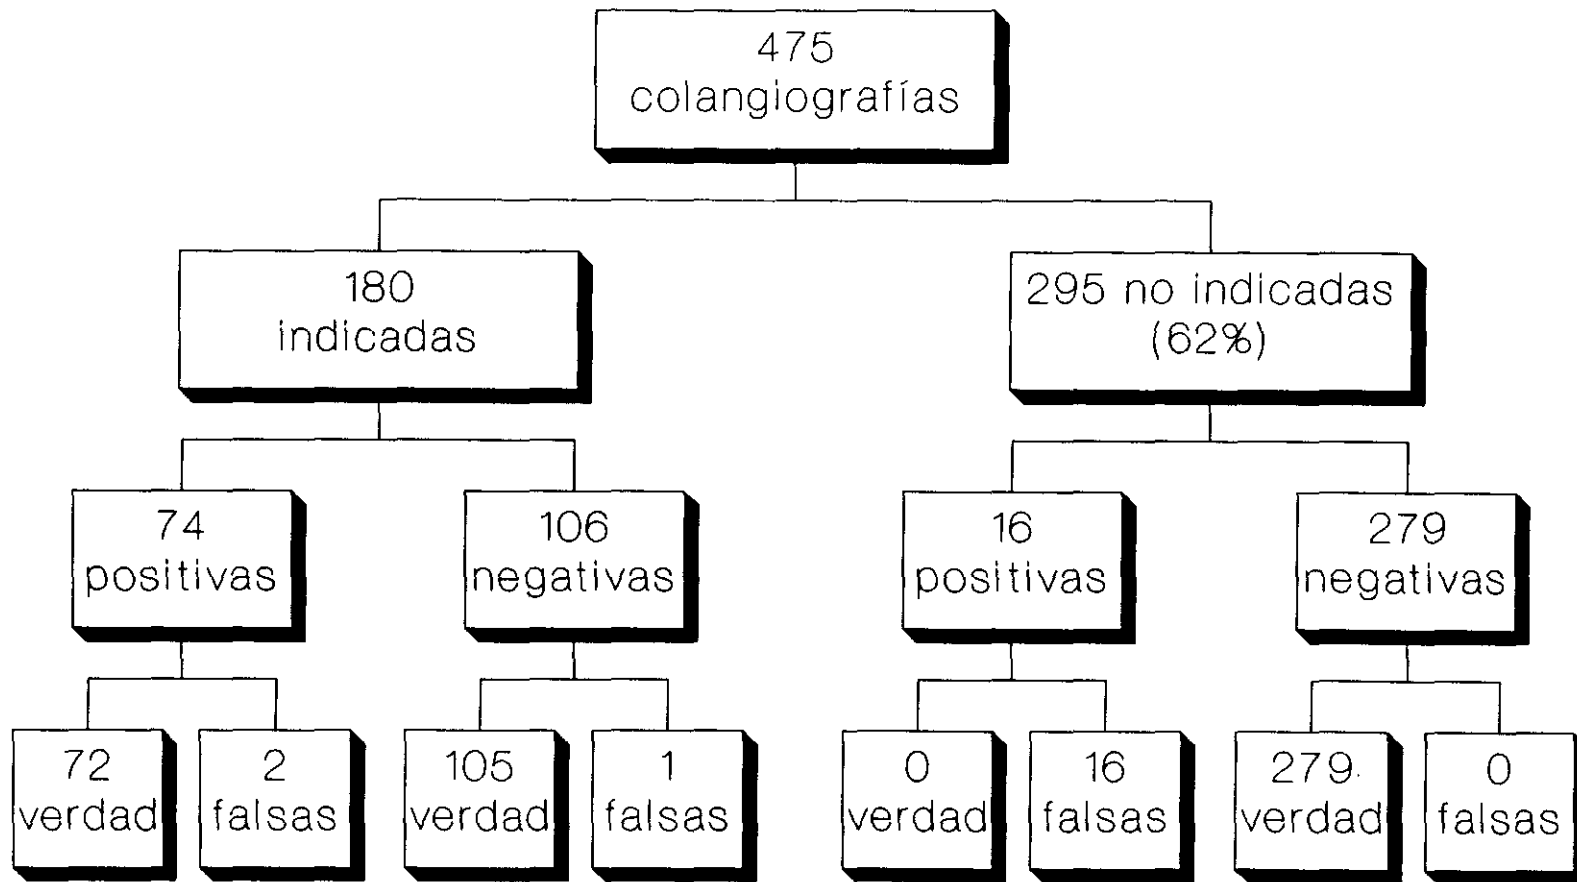 475
colangiografías
180
indicadas
295 no indicadas
(62%)
74
positivas
106
negativas
16
positivas
279
negativas
72
verdad
2
falsas
105
verdad
1
falsas
0
verdad
16
falsas
279
verdad
0
falsas